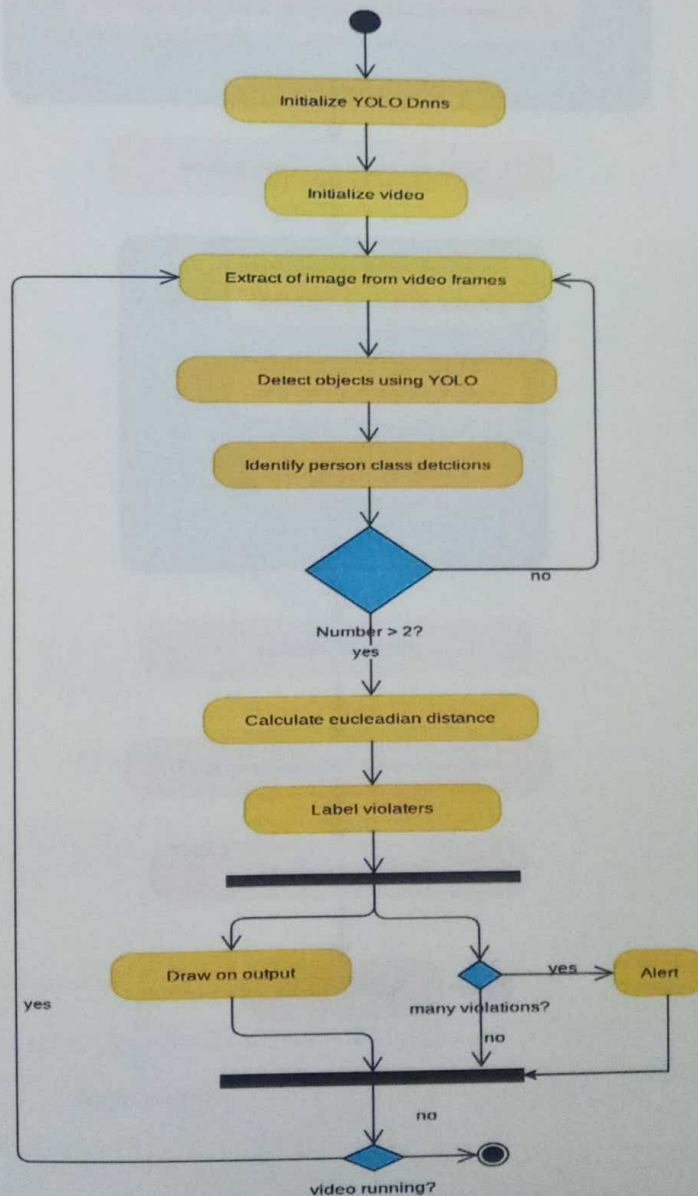 Initialize YOLO Dnns
Initialize video
Extract of image from video frames
Detect objects using YOLO
Identify person class detctions
no
Number > 2?
yes
Calculate eucleadian distance
Label violaters
Draw on output
yes
Alert
many violations?
no
yes
no
video running?